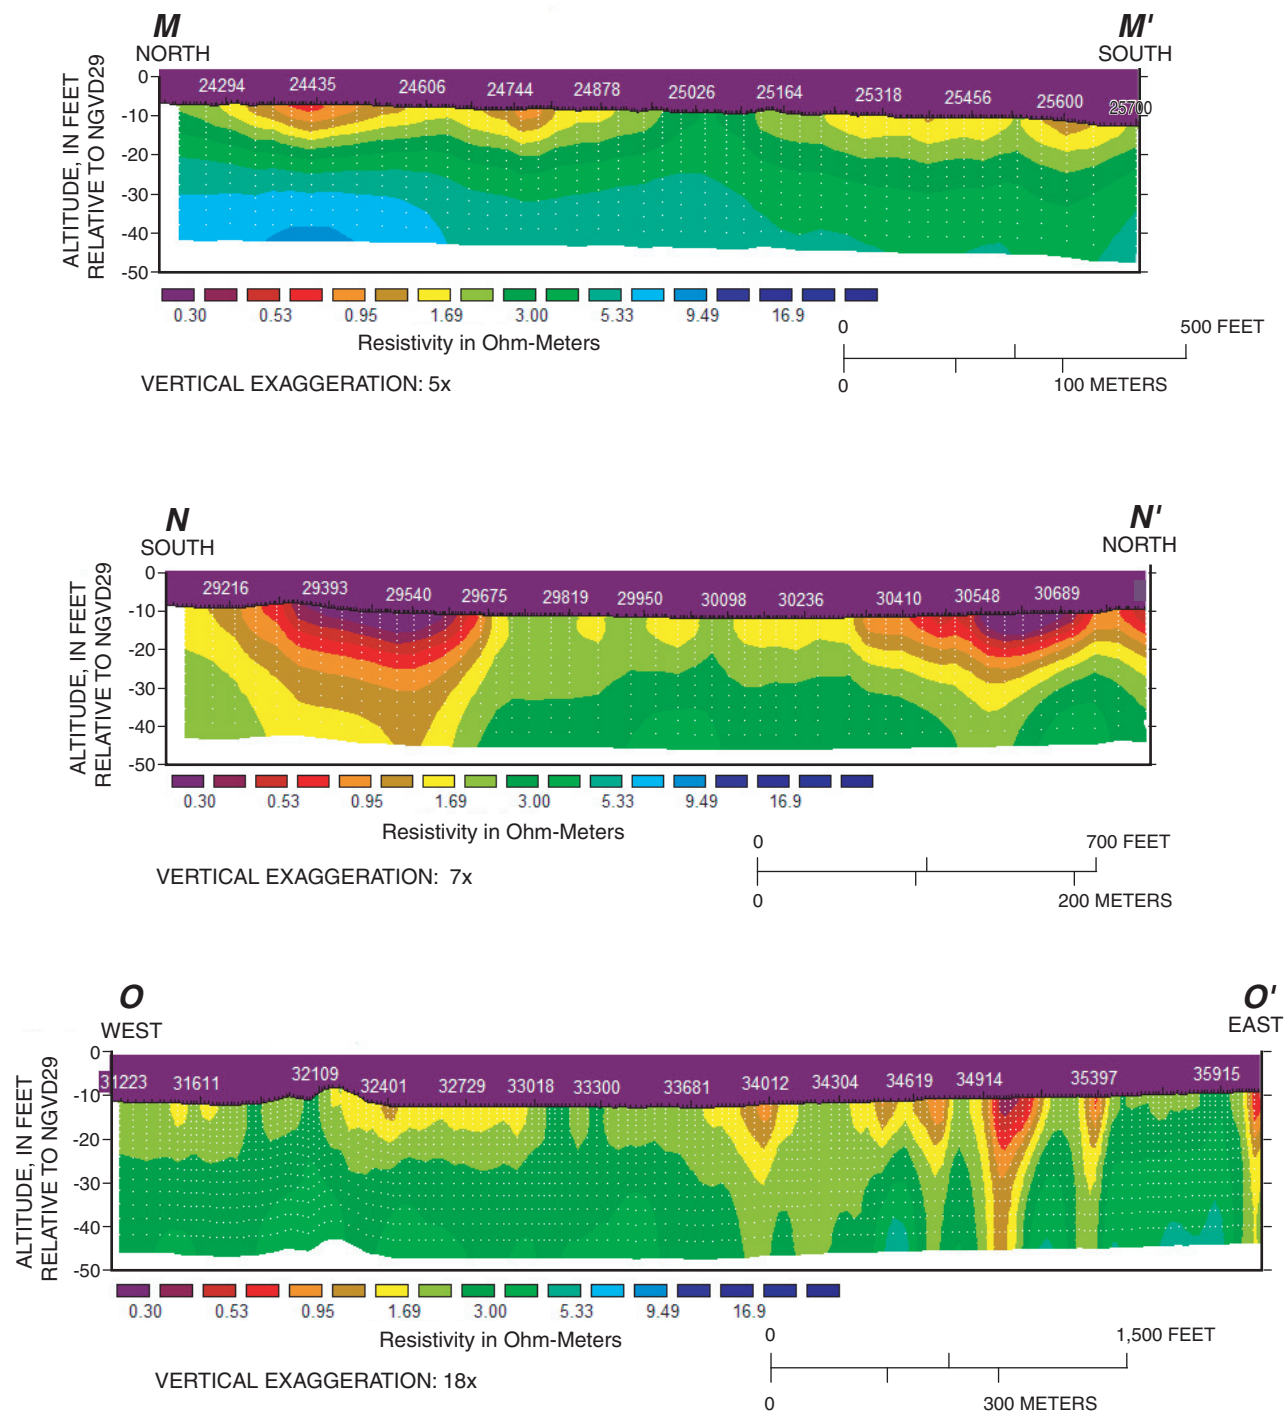 M
NORTH
M'
SOUTH
ALTITUDE, IN FEET
RELATIVE TO NGVD29
0
-10
-20
-30
-40
-50
24294 24435 24606 24744 24878 25026 25164 25318 25456 25600 25700
0.30 0.53 0.95 1.69 3.00 5.33 9.49 16.9
Resistivity in Ohm-Meters
VERTICAL EXAGGERATION: 5x
0 500 FEET
0 100 METERS
N
SOUTH
N'
NORTH
ALTITUDE, IN FEET
RELATIVE TO NGVD29
0
-10
-20
-30
-40
-50
29216 29393 29540 29675 29819 29950 30098 30236 30410 30548 30689
0.30 0.53 0.95 1.69 3.00 5.33 9.49 16.9
Resistivity in Ohm-Meters
VERTICAL EXAGGERATION: 7x
0 700 FEET
0 200 METERS
O
WEST
O'
EAST
ALTITUDE, IN FEET
RELATIVE TO NGVD29
0
-10
-20
-30
-40
-50
31223 31611 32109 32401 32729 33018 33300 33681 34012 34304 34619 34914 35397 35915
0.30 0.53 0.95 1.69 3.00 5.33 9.49 16.9
Resistivity in Ohm-Meters
VERTICAL EXAGGERATION: 18x
0 1,500 FEET
0 300 METERS